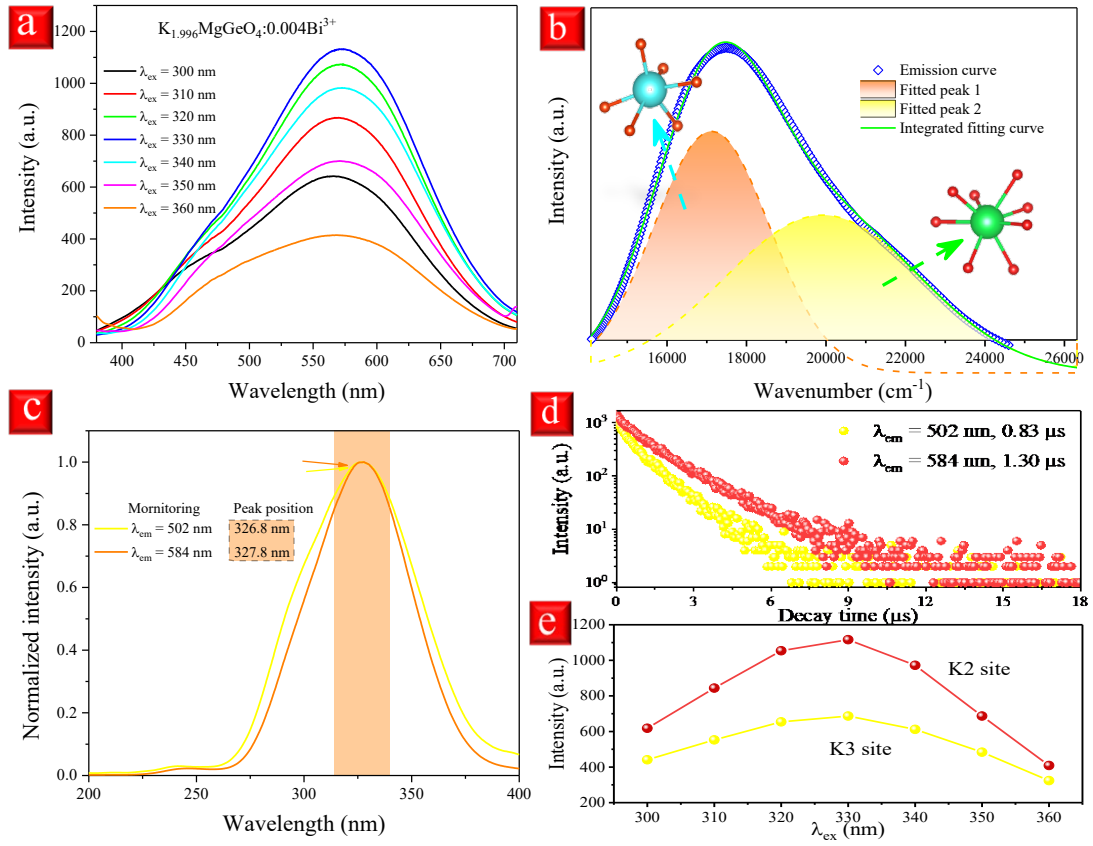 a
K1.996MgGeO4:0.004Bi3+
λex = 300 nm
λex = 310 nm
λex = 320 nm
λex = 330 nm
λex = 340 nm
λex = 350 nm
λex = 360 nm
Intensity (a.u.)
1200
1000
800
600
400
200
0
400 450 500 550 600 650 700
Wavelength (nm)
b
Emission curve
Fitted peak 1
Fitted peak 2
Integrated fitting curve
Intensity (a.u.)
16000 18000 20000 22000 24000 26000
Wavenumber (cm-1)
c
Mornitoring Peak position
λem = 502 nm 326.8 nm
λem = 584 nm 327.8 nm
Normalized intensity (a.u.)
1.0
0.8
0.6
0.4
0.2
0.0
200 250 300 350 400
Wavelength (nm)
d
λem = 502 nm, 0.83 μs
λem = 584 nm, 1.30 μs
Intensity (a.u.)
103
102
101
100
0 3 6 9 12 15 18
Decay time (μs)
e
K2 site
K3 site
Intensity (a.u.)
1200
1000
800
600
400
200
300 310 320 330 340 350 360
λex (nm)